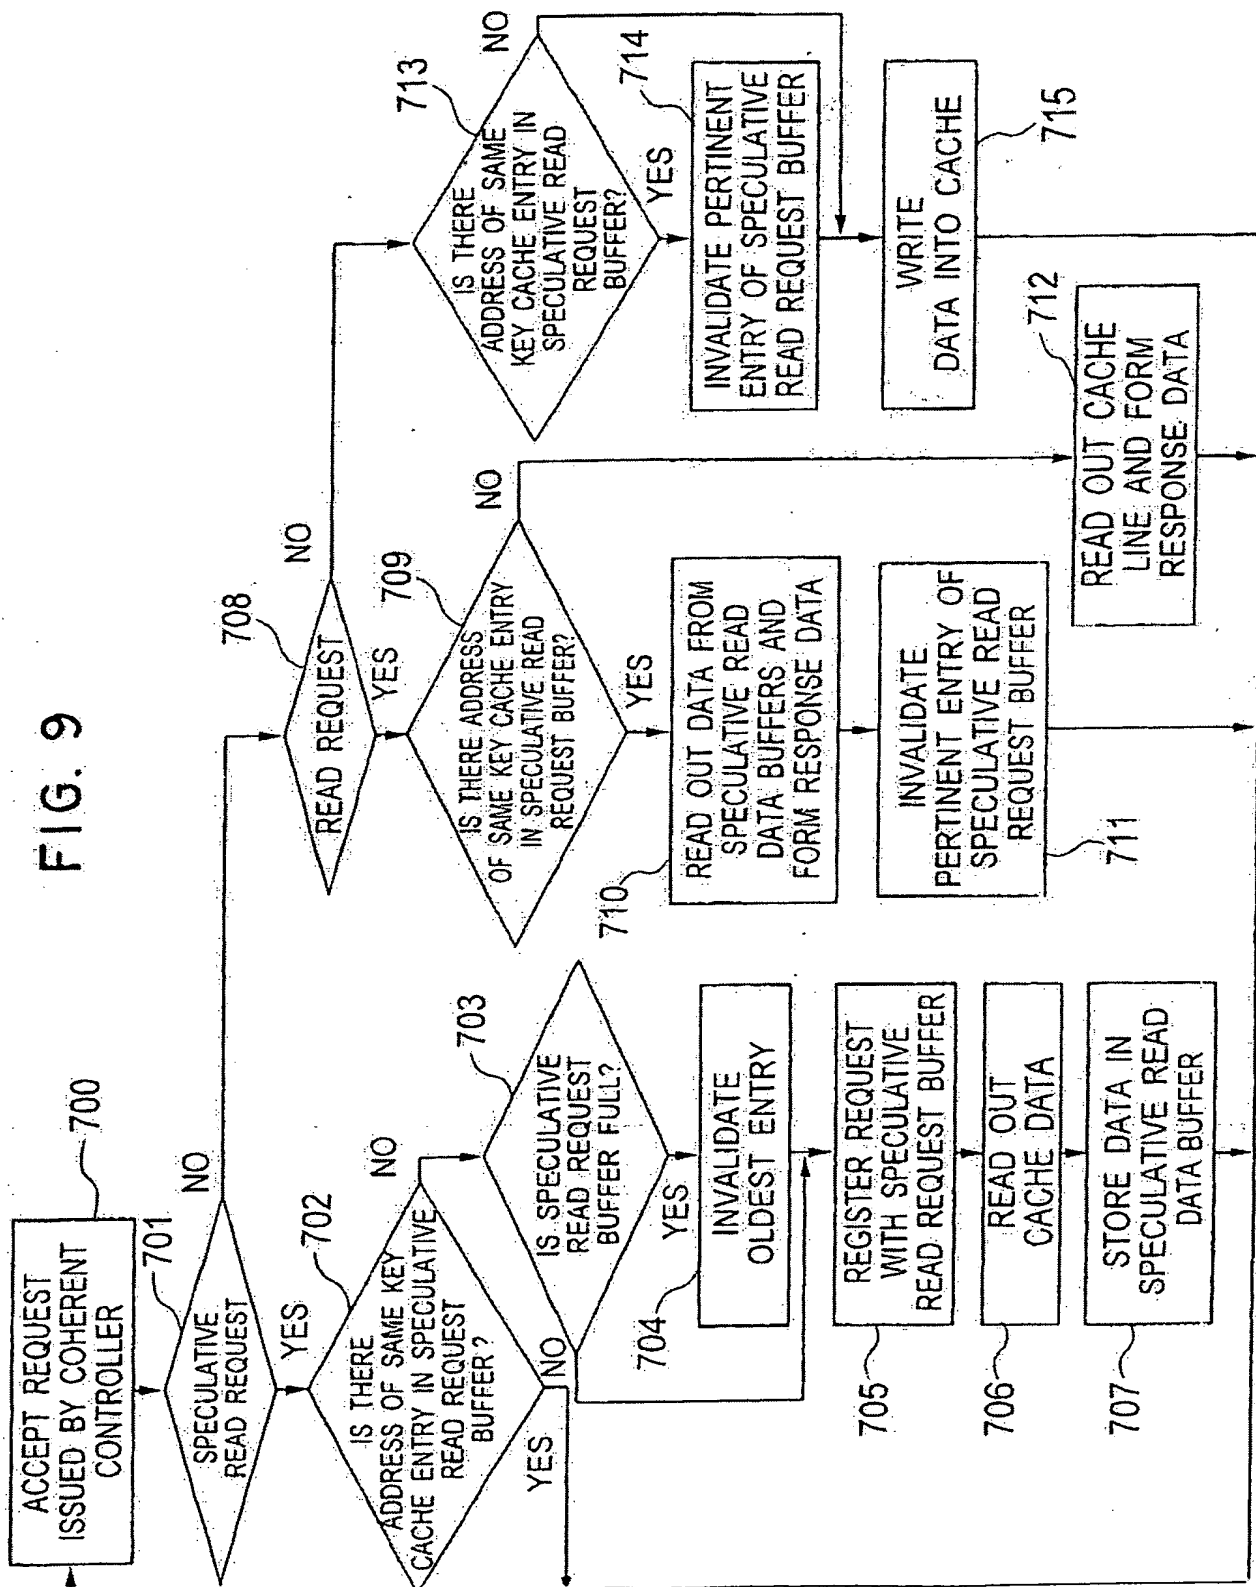 FIG. 9
ACCEPT REQUEST
ISSUED BY COHERENT
CONTROLLER
700
701
SPECULATIVE
READ REQUEST
NO
YES
702
IS THERE
ADDRESS OF SAME KEY
CACHE ENTRY IN SPECULATIVE
READ REQUEST
BUFFER?
NO
YES
703
IS SPECULATIVE
READ REQUEST
BUFFER FULL?
NO
YES
704
INVALIDATE
OLDEST ENTRY
705
REGISTER REQUEST
WITH SPECULATIVE
READ REQUEST BUFFER
706
READ OUT
CACHE DATA
707
STORE DATA IN
SPECULATIVE READ
DATA BUFFER
708
READ REQUEST
NO
YES
709
IS THERE ADDRESS
OF SAME KEY CACHE ENTRY
IN SPECULATIVE READ
REQUEST BUFFER?
NO
YES
710
READ OUT DATA FROM
SPECULATIVE READ
DATA BUFFERS AND
FORM RESPONSE DATA
INVALIDATE
PERTINENT ENTRY OF
SPECULATIVE READ
REQUEST BUFFER
711
712
READ OUT CACHE
LINE AND FORM
RESPONSE DATA
713
IS THERE
ADDRESS OF SAME
KEY CACHE ENTRY IN
SPECULATIVE READ
REQUEST
BUFFER?
NO
YES
714
INVALIDATE PERTINENT
ENTRY OF SPECULATIVE
READ REQUEST BUFFER
WRITE
DATA INTO CACHE
715